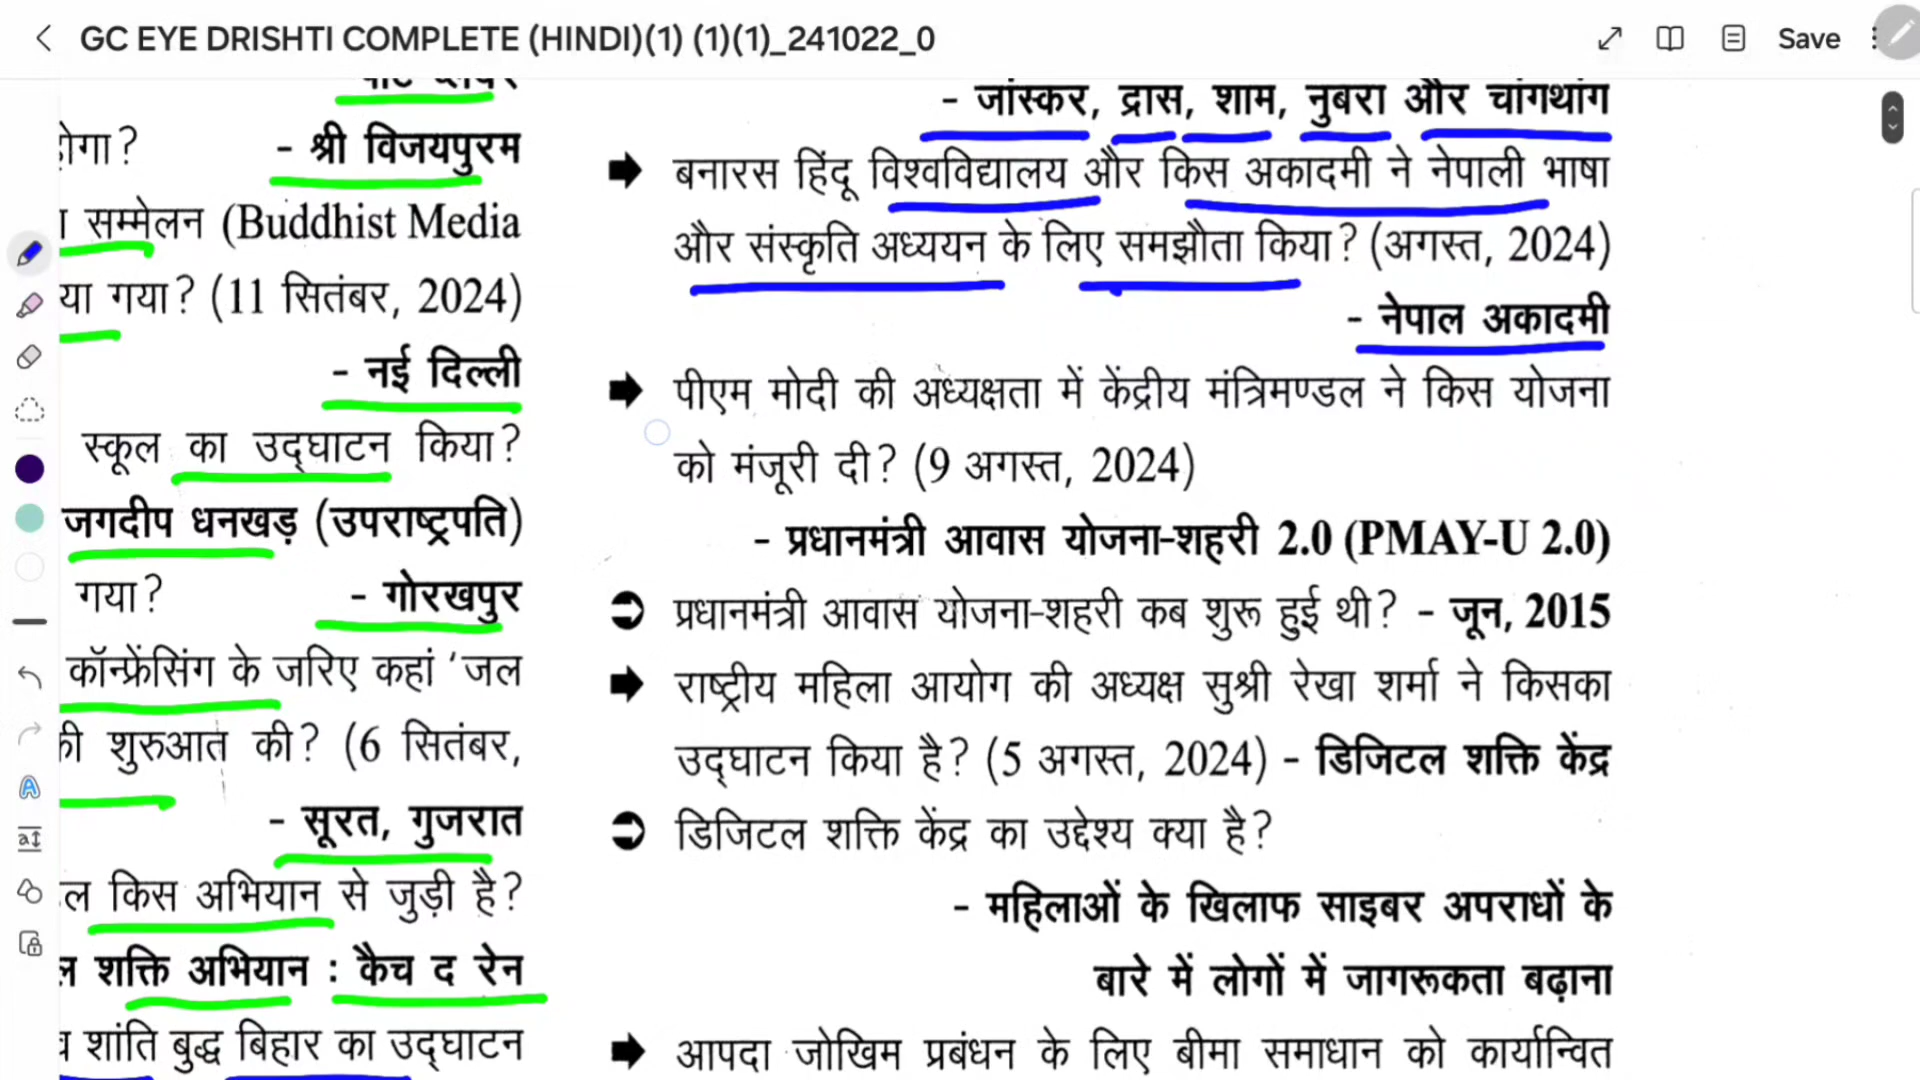 GC EYE DRISHTI COMPLETE (HINDI)(1) (1)(1)_241022_0
Save
होगा?
- श्री विजयपुरम
सम्मेलन (Buddhist Media
या गया? (11 सितंबर, 2024)
- नई दिल्ली
स्कूल का उद्घाटन किया?
जगदीप धनखड़ (उपराष्ट्रपति)
गया?
- गोरखपुर
कॉन्फ्रेंसिंग के जरिए कहां ‘जल
की शुरुआत की? (6 सितंबर,
- सूरत, गुजरात
किस अभियान से जुड़ी है?
शक्ति अभियान : कैच द रेन
शांति बुद्ध बिहार का उद्घाटन
- जांस्कर, द्रास, शाम, नुबरा और चांगथांग
बनारस हिंदू विश्वविद्यालय और किस अकादमी ने नेपाली भाषा
और संस्कृति अध्ययन के लिए समझौता किया? (अगस्त, 2024)
- नेपाल अकादमी
पीएम मोदी की अध्यक्षता में केंद्रीय मंत्रिमण्डल ने किस योजना
को मंजूरी दी? (9 अगस्त, 2024)
- प्रधानमंत्री आवास योजना-शहरी 2.0 (PMAY-U 2.0)
प्रधानमंत्री आवास योजना-शहरी कब शुरू हुई थी? - जून, 2015
राष्ट्रीय महिला आयोग की अध्यक्ष सुश्री रेखा शर्मा ने किसका
उद्घाटन किया है? (5 अगस्त, 2024) - डिजिटल शक्ति केंद्र
डिजिटल शक्ति केंद्र का उद्देश्य क्या है?
- महिलाओं के खिलाफ साइबर अपराधों के
बारे में लोगों में जागरूकता बढ़ाना
आपदा जोखिम प्रबंधन के लिए बीमा समाधान को कार्यान्वित